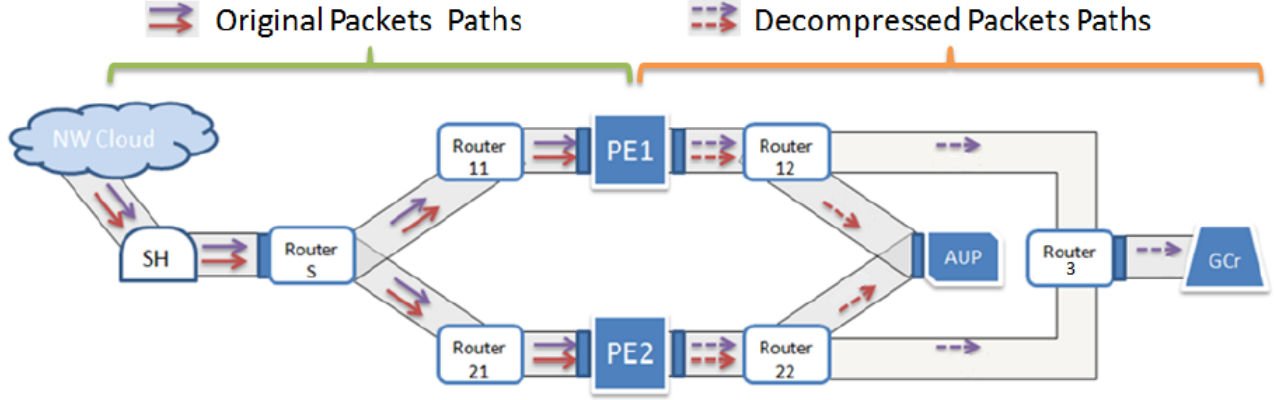 Original Packets Paths
Decompressed Packets Paths
NW Cloud
Router
11
PE1
Router
12
SH
Router
S
AUP
Router
3
GCr
Router
21
PE2
Router
22